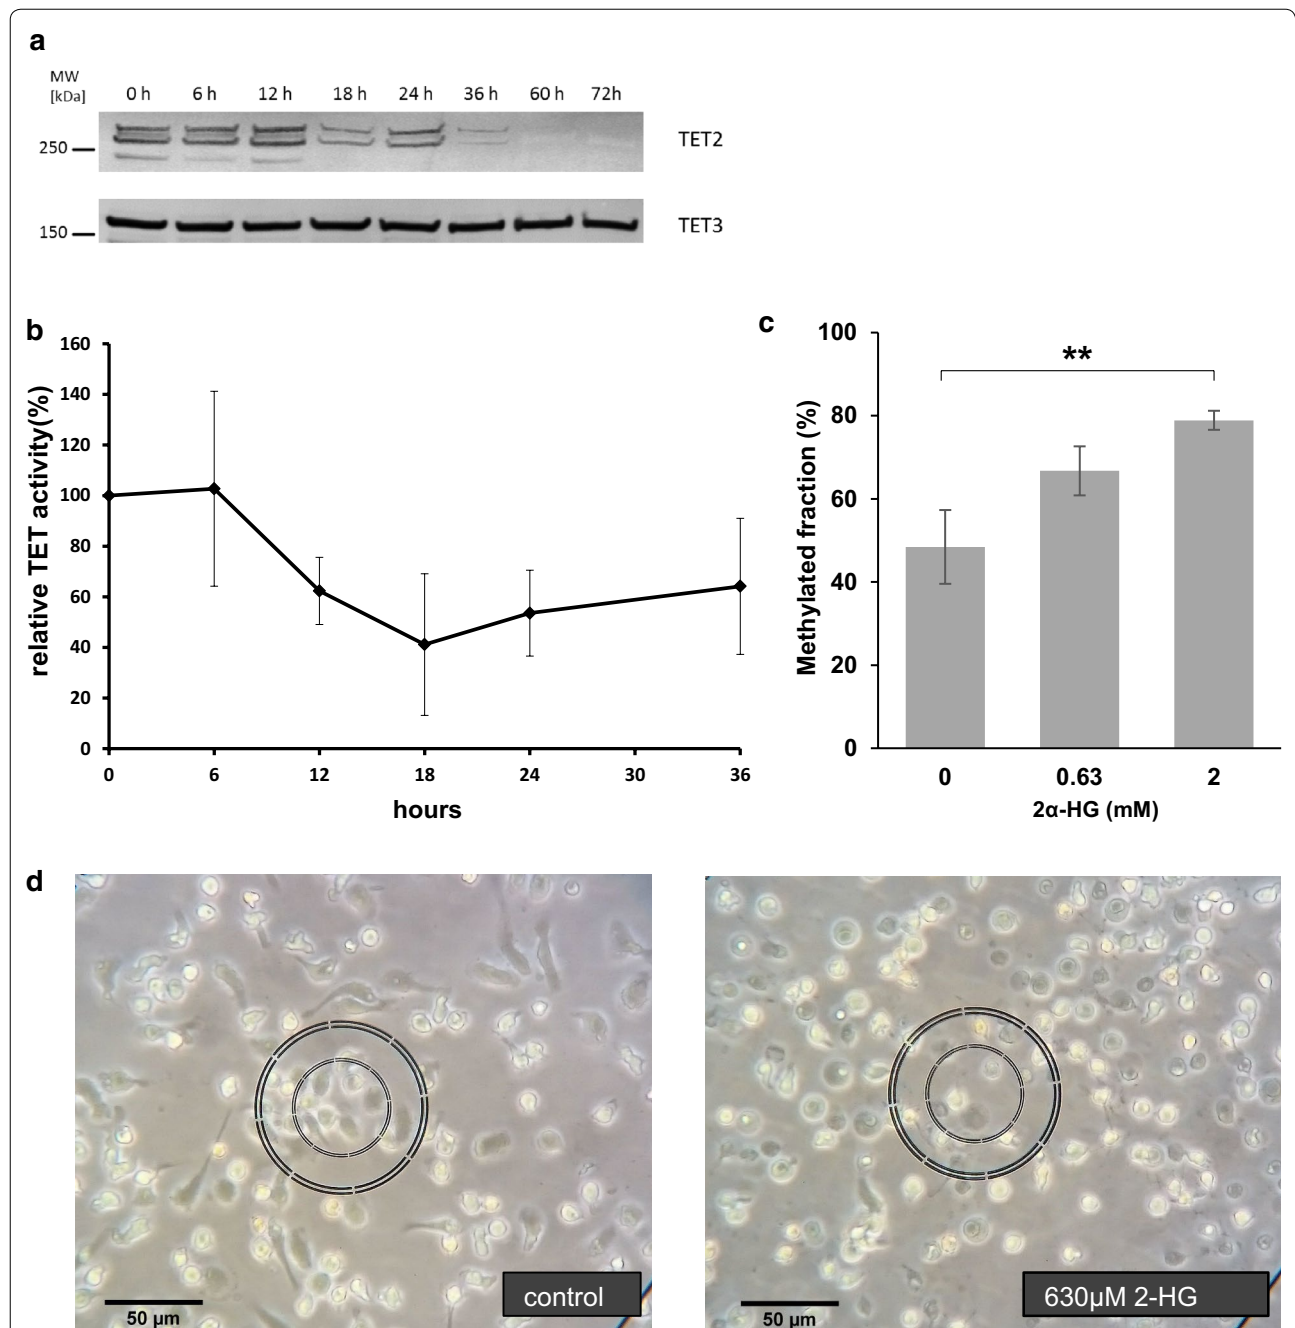 a
MW
[kDa]
0 h 6 h 12 h 18 h 24 h 36 h 60 h 72h
250
TET2
150
TET3
b
160
140
120
100
80
60
40
20
0
relative TET activity(%)
0 6 12 18 24 30 36
hours
c
100
80
60
40
20
0
Methylated fraction (%)
**
0 0.63 2
2α-HG (mM)
d
50 µm
control
50 µm
630µM 2-HG